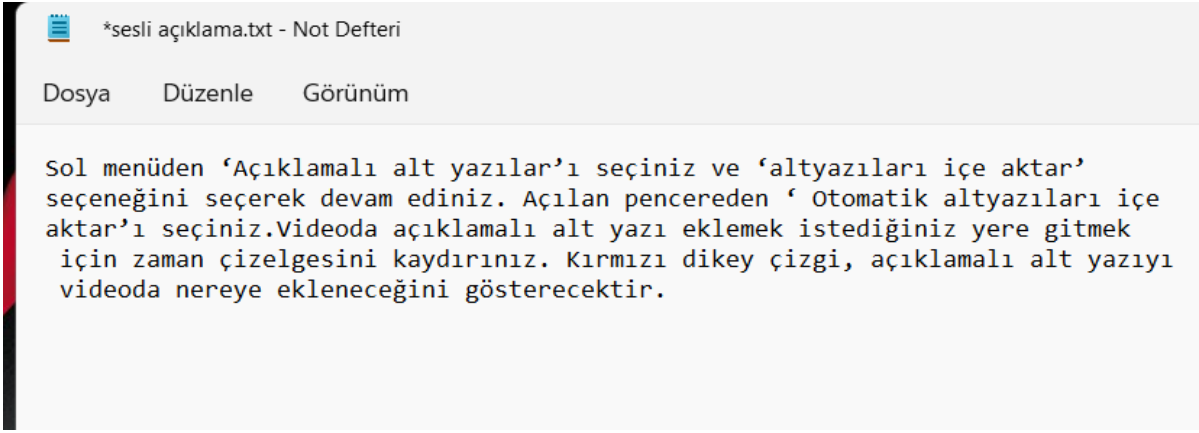 *sesli açıklama.txt - Not Defteri
Dosya Düzenle Görünüm
Sol menüden ‘Açıklamalı alt yazılar’ı seçiniz ve ‘altyazıları içe aktar’
seçeneğini seçerek devam ediniz. Açılan pencereden ‘ Otomatik altyazıları içe
aktar’ı seçiniz.Videoda açıklamalı alt yazı eklemek istediğiniz yere gitmek
için zaman çizelgesini kaydırınız. Kırmızı dikey çizgi, açıklamalı alt yazıyı
videoda nereye ekleneceğini gösterecektir.